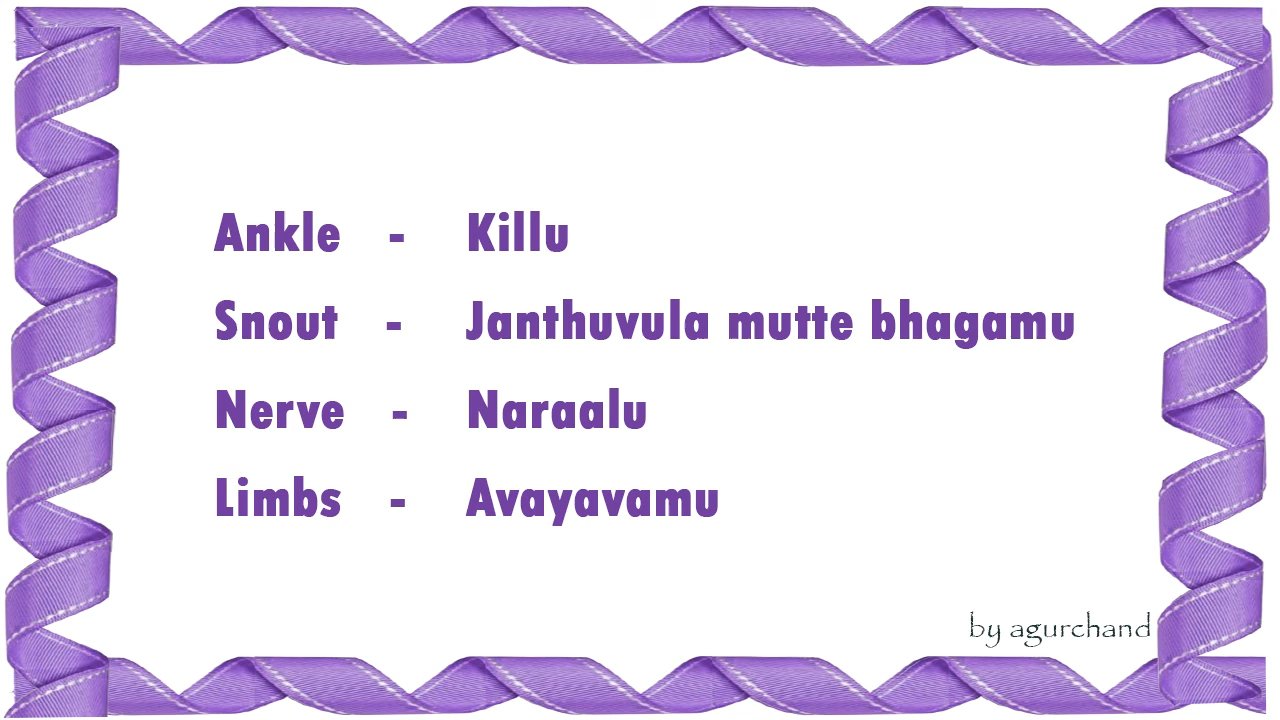 Ankle - Killu
Snout - Janthuvula mutte bhagamu
Nerve - Naraalu
Limbs - Avayavamu
by agurchand